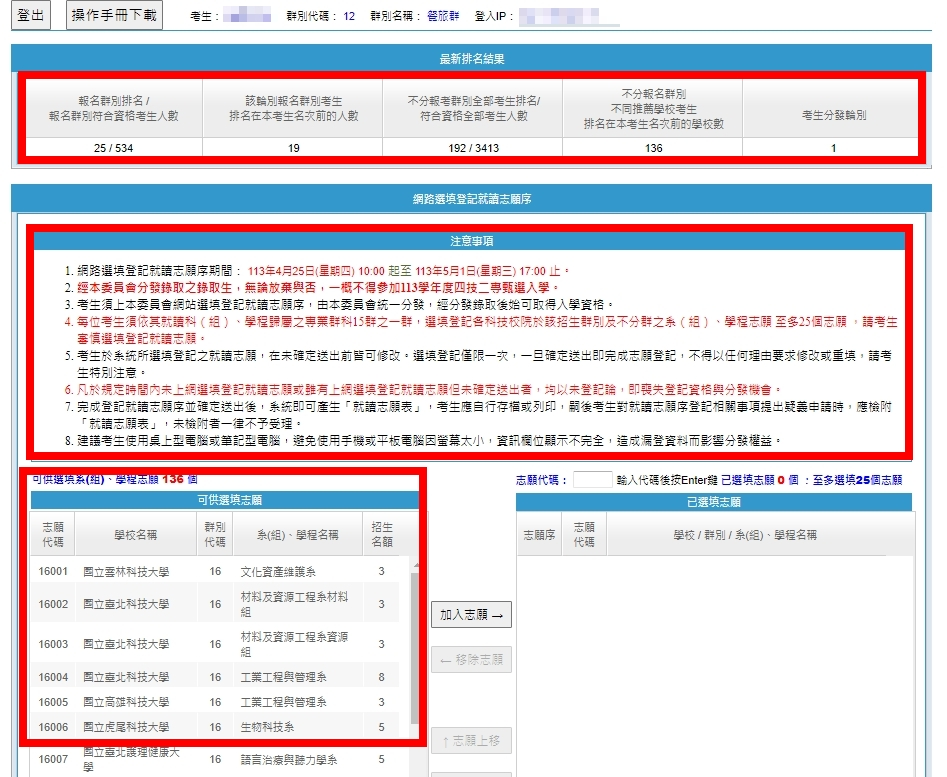 登出 操作手冊下載 考生： 群別代碼： 12 群別名稱： 餐旅群 登入IP：
最新排名結果
報名群別排名 /
報名群別符合資格考生人數
該輪別報名群別考生
排名在本考生名次前的人數
不分報考群別全部考生排名/
符合資格全部考生人數
不分報名群別
不同推薦學校考生
排名在本考生名次前的學校數
考生分發輪別
25 / 534 19 192 / 3413 136 1
網路選填登記就讀志願序
注意事項
1. 網路選填登記就讀志願序期間： 113年4月25日(星期四) 10:00 起至 113年5月1日(星期三) 17:00 止。
2. 經本委員會分發錄取之錄取生，無論放棄與否，一概不得參加113學年度四技二專甄選入學。
3. 考生須上本委員會網站選填登記就讀志願序，由本委員會統一分發，經分發錄取後始可取得入學資格。
4. 每位考生須依其就讀科（組）、學程歸屬之專業群科15群之一群，選填登記各科技校院於該招生群別及不分群之系（組）、學程志願 至多25個志願 ，請考生
審慎選填登記就讀志願。
5. 考生於系統所選填登記之就讀志願，在未確定送出前皆可修改。選填登記僅限一次，一旦確定送出即完成志願登記，不得以任何理由要求修改或重填，請考
生特別注意。
6. 凡於規定時間內未上網選填登記就讀志願或雖有上網選填登記就讀志願但未確定送出者，均以未登記論，即喪失登記資格與分發機會。
7. 完成登記就讀志願序並確定送出後，系統即可產生「就讀志願表」，考生應自行存檔或列印，嗣後考生對就讀志願序登記相關事項提出疑義申請時，應檢附
「就讀志願表」，未檢附者一律不予受理。
8. 建議考生使用桌上型電腦或筆記型電腦，避免使用手機或平板電腦因螢幕太小，資訊欄位顯示不完全，造成漏登資料而影響分發權益。
可供選填系(組)、學程志願 136 個
可供選填志願
志願
代碼
學校名稱
群別
代碼
系(組)、學程名稱
招生
名額
16001 國立雲林科技大學 16 文化資產維護系 3
16002 國立臺北科技大學 16 材料及資源工程系材料
組 3
16003 國立臺北科技大學 16 材料及資源工程系資源
組 3
16004 國立臺北科技大學 16 工業工程與管理系 8
16005 國立高雄科技大學 16 工業工程與管理系 3
16006 國立虎尾科技大學 16 生物科技系 5
16007 國立臺北護理健康大
學 16 語言治療與聽力學系 5
加入志願 →
← 移除志願
↑ 志願上移
志願代碼： 輸入代碼後按Enter鍵 已選填志願 0 個 ：至多選填25個志願
已選填志願
志願序
志願
代碼
學校 / 群別 / 系(組)、學程名稱